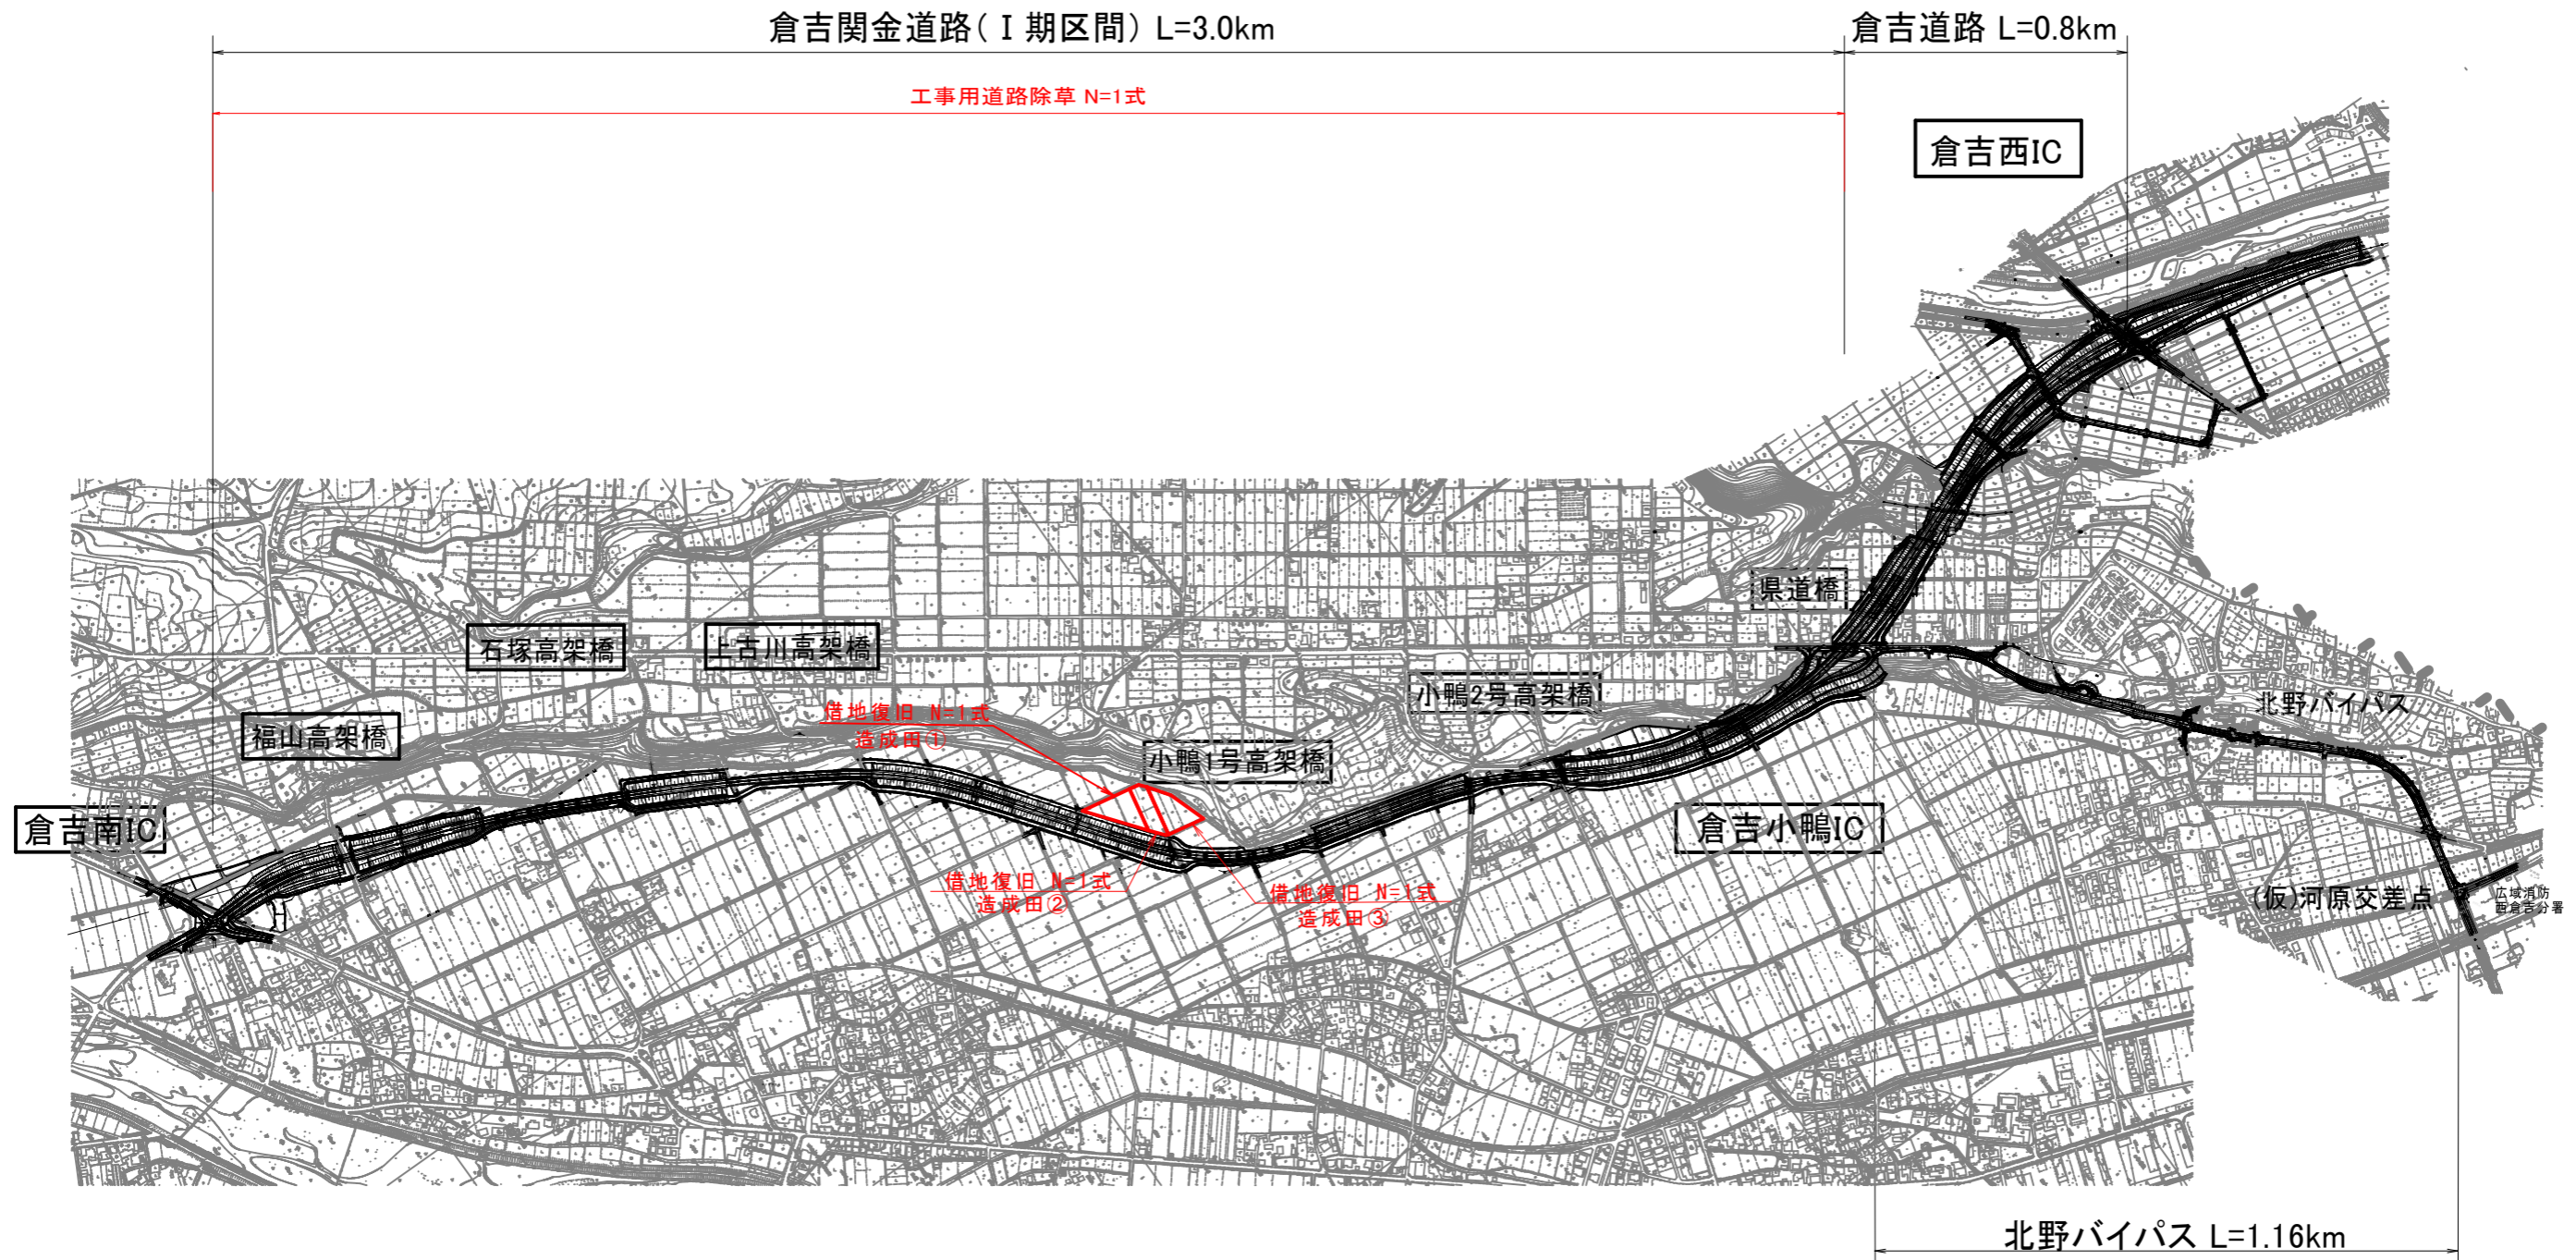 倉吉関金道路(Ⅰ期区間) L=3.0km
倉吉道路 L=0.8km
工事用道路除草 N=1式
倉吉西IC
県道橋
石塚高架橋
上古川高架橋
小鴨2号高架橋
北野バイパス
借地復旧 N=1式
造成田①
福山高架橋
小鴨1号高架橋
倉吉南IC
倉吉小鴨IC
借地復旧 N=1式
造成田②
借地復旧 N=1式
造成田③
(仮)河原交差点
広域消防
西倉吉分署
北野バイパス L=1.16km